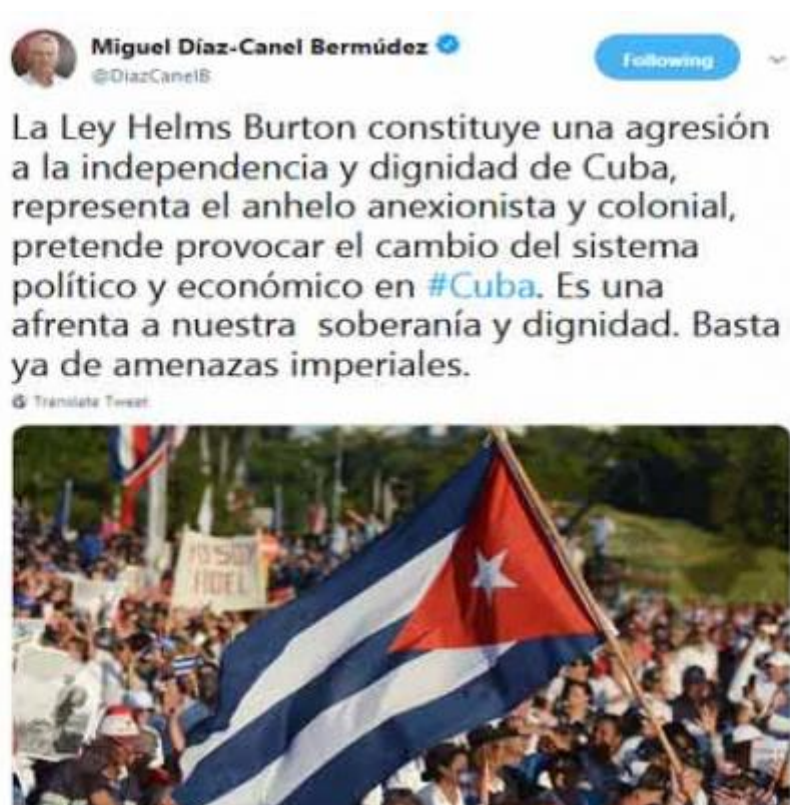 Miguel Díaz-Canel Bermúdez
@DiazCanelB
Following
La Ley Helms Burton constituye una agresión
a la independencia y dignidad de Cuba,
representa el anhelo anexionista y colonial,
pretende provocar el cambio del sistema
político y económico en #Cuba. Es una
afrenta a nuestra  soberanía y dignidad. Basta
ya de amenazas imperiales.
Translate Tweet
YO SOY
FIDEL